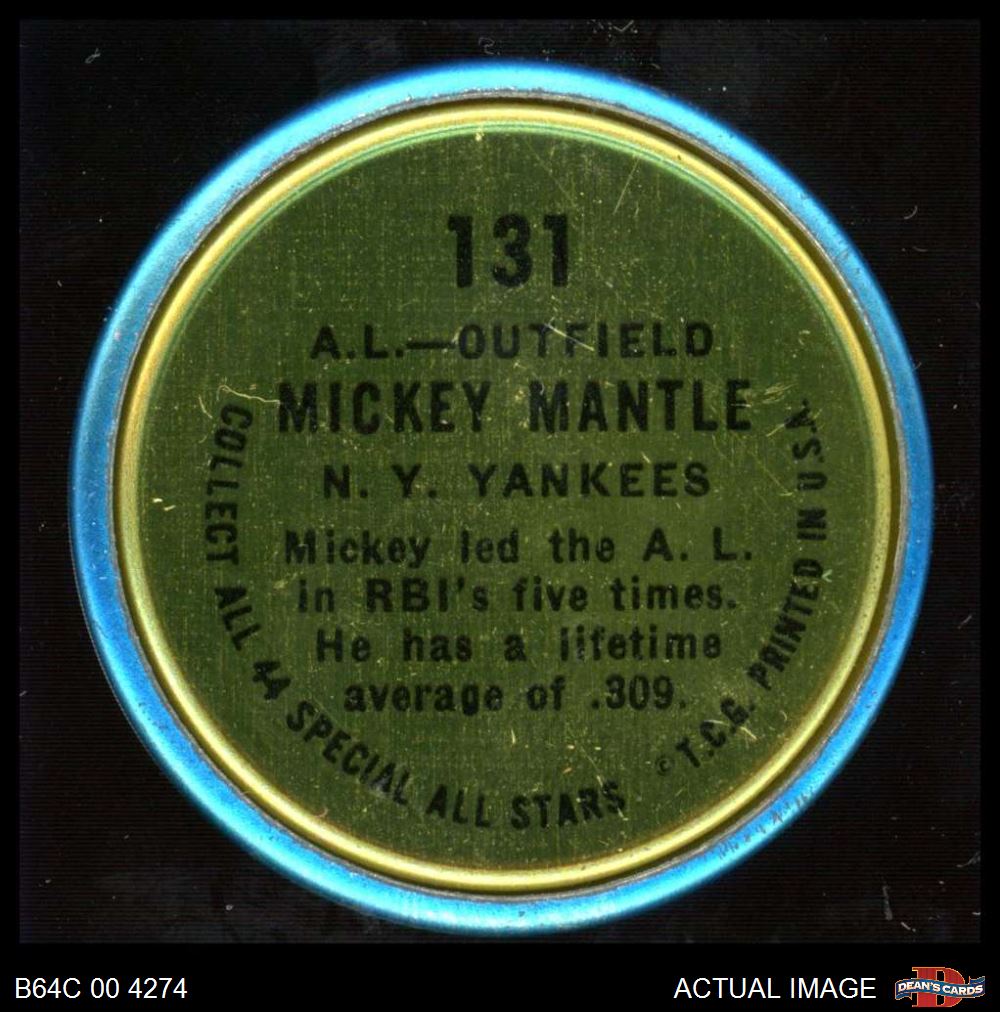 131
A.L.—OUTFIELD
MICKEY MANTLE
N. Y. YANKEES
Mickey led the A. L.
in RBI's five times.
He has a lifetime
average of .309.
COLLECT ALL 44 SPECIAL ALL STARS
© T.C.G. PRINTED IN U.S.A.
B64C 00 4274
ACTUAL IMAGE
DEAN'S CARDS